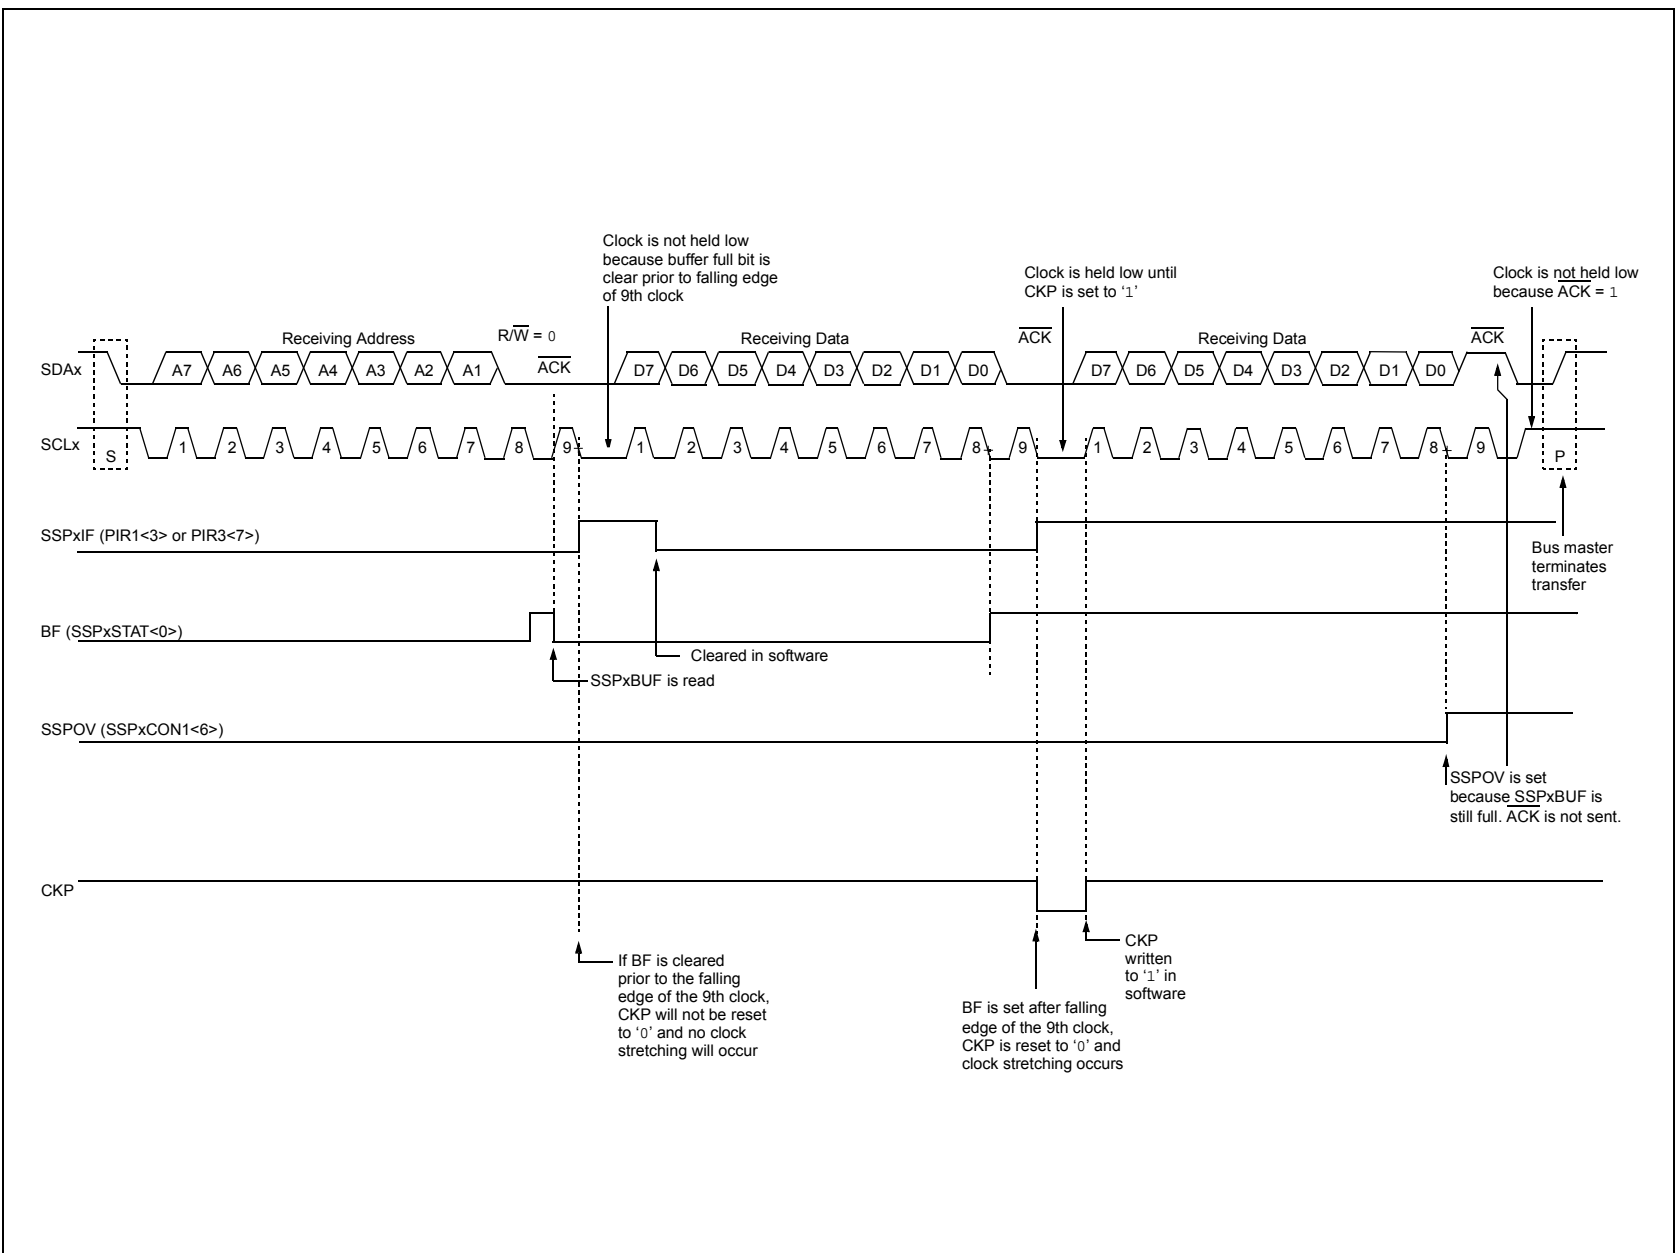 Clock is not held low
because buffer full bit is
clear prior to falling edge
of 9th clock
Clock is held low until
CKP is set to ‘1’
Clock is not held low
because ACK = 1
Receiving Address
R/W = 0
ACK
Receiving Data
ACK
Receiving Data
ACK
SDAx
A7 A6 A5 A4 A3 A2 A1
D7 D6 D5 D4 D3 D2 D1 D0
D7 D6 D5 D4 D3 D2 D1 D0
SCLx
S
1 2 3 4 5 6 7 8 9
1 2 3 4 5 6 7 8 9
1 2 3 4 5 6 7 8 9
P
SSPxIF (PIR1<3> or PIR3<7>)
Bus master
terminates
transfer
BF (SSPxSTAT<0>)
Cleared in software
SSPxBUF is read
SSPOV (SSPxCON1<6>)
SSPOV is set
because SSPxBUF is
still full. ACK is not sent.
CKP
If BF is cleared
prior to the falling
edge of the 9th clock,
CKP will not be reset
to ‘0’ and no clock
stretching will occur
CKP
written
to ‘1’ in
software
BF is set after falling
edge of the 9th clock,
CKP is reset to ‘0’ and
clock stretching occurs